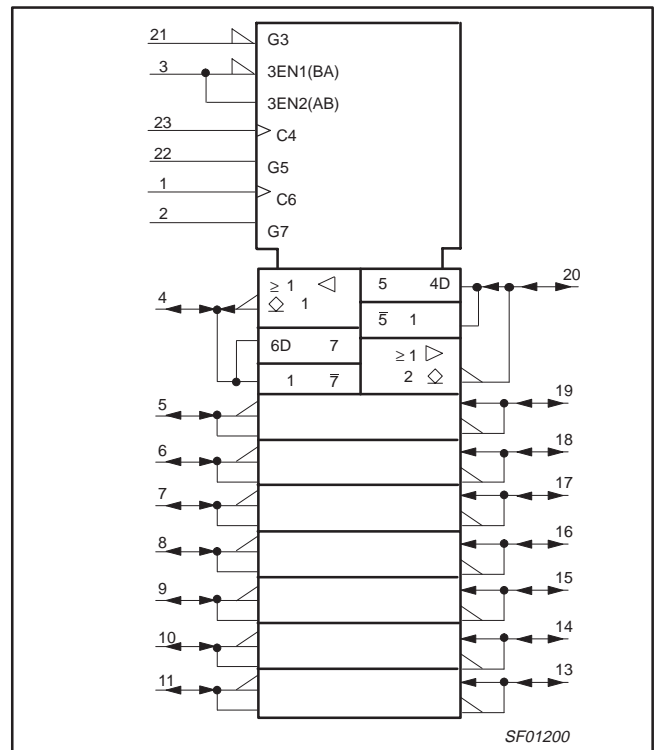 21 G3
3 3EN1(BA)
3EN2(AB)
23 C4
22 G5
1 C6
2 G7
4 ≥ 1 ◁ 5 4D 20
◇ 1 5̅ 1
6D 7 ≥ 1 ▷
1 7̅ 2 ◇
5 19
6 18
7 17
8 16
9 15
10 14
11 13
SF01200